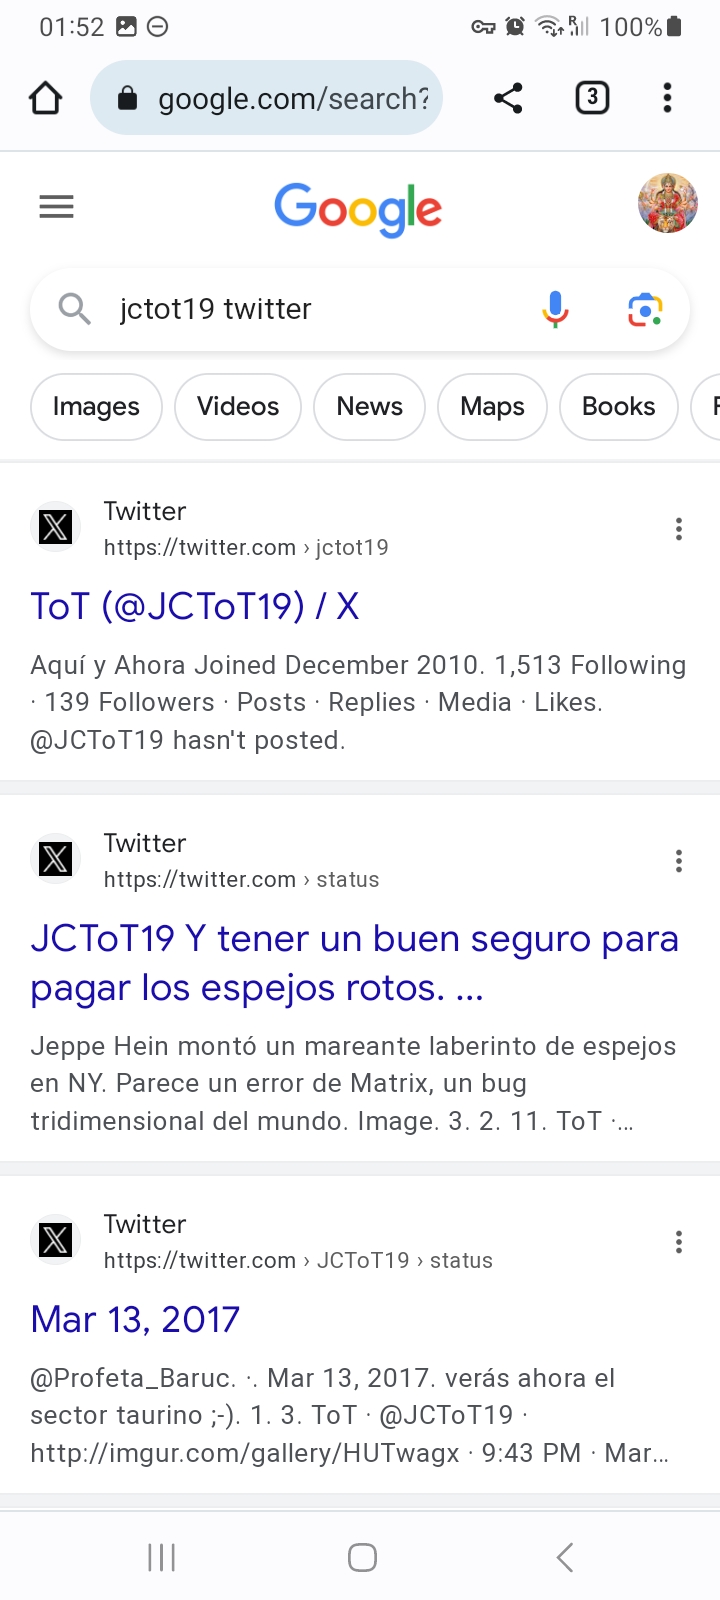 01:52
R
100%
google.com/search?
3
Google
jctot19 twitter
Images Videos News Maps Books
Twitter
https://twitter.com › jctot19
ToT (@JCToT19) / X
Aquí y Ahora Joined December 2010. 1,513 Following
· 139 Followers · Posts · Replies · Media · Likes.
@JCToT19 hasn't posted.
Twitter
https://twitter.com › status
JCToT19 Y tener un buen seguro para
pagar los espejos rotos. ...
Jeppe Hein montó un mareante laberinto de espejos
en NY. Parece un error de Matrix, un bug
tridimensional del mundo. Image. 3. 2. 11. ToT ·...
Twitter
https://twitter.com › JCToT19 › status
Mar 13, 2017
@Profeta_Baruc. ·. Mar 13, 2017. verás ahora el
sector taurino ;-). 1. 3. ToT · @JCToT19 ·
http://imgur.com/gallery/HUTwagx · 9:43 PM · Mar...